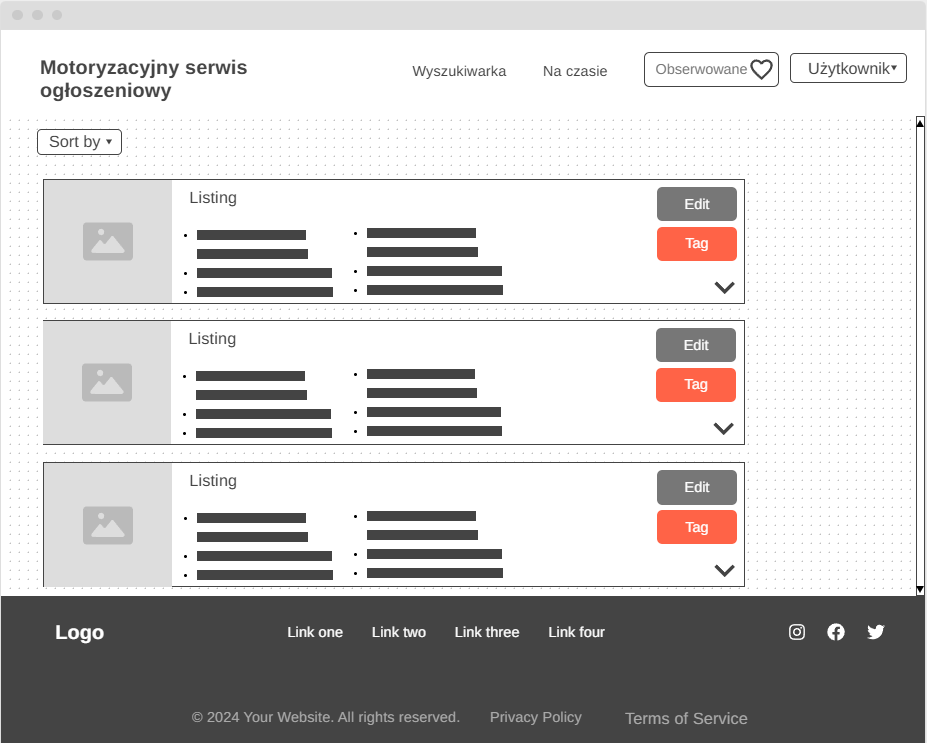 Motoryzacyjny serwis
ogłoszeniowy
Wyszukiwarka
Na czasie
Obserwowane
Użytkownik
Sort by
Listing
Edit
Tag
Listing
Edit
Tag
Listing
Edit
Tag
Logo
Link one
Link two
Link three
Link four
© 2024 Your Website. All rights reserved.
Privacy Policy
Terms of Service